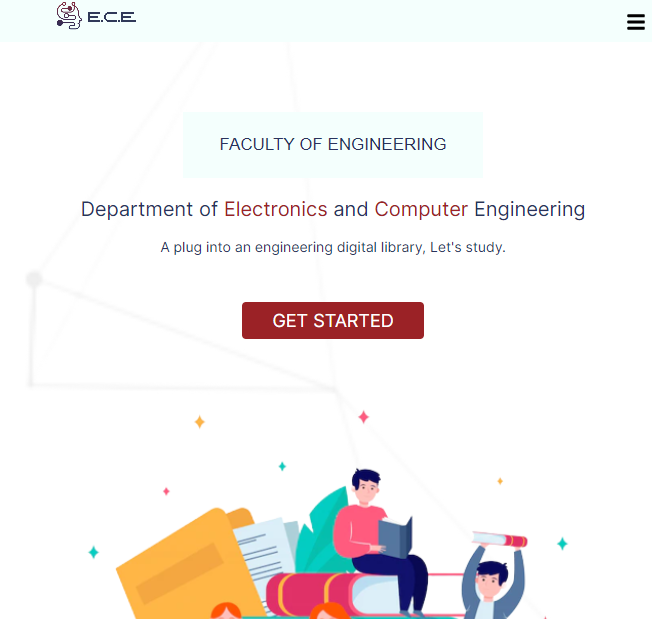 E.C.E.
FACULTY OF ENGINEERING
Department of Electronics and Computer Engineering
A plug into an engineering digital library, Let's study.
GET STARTED